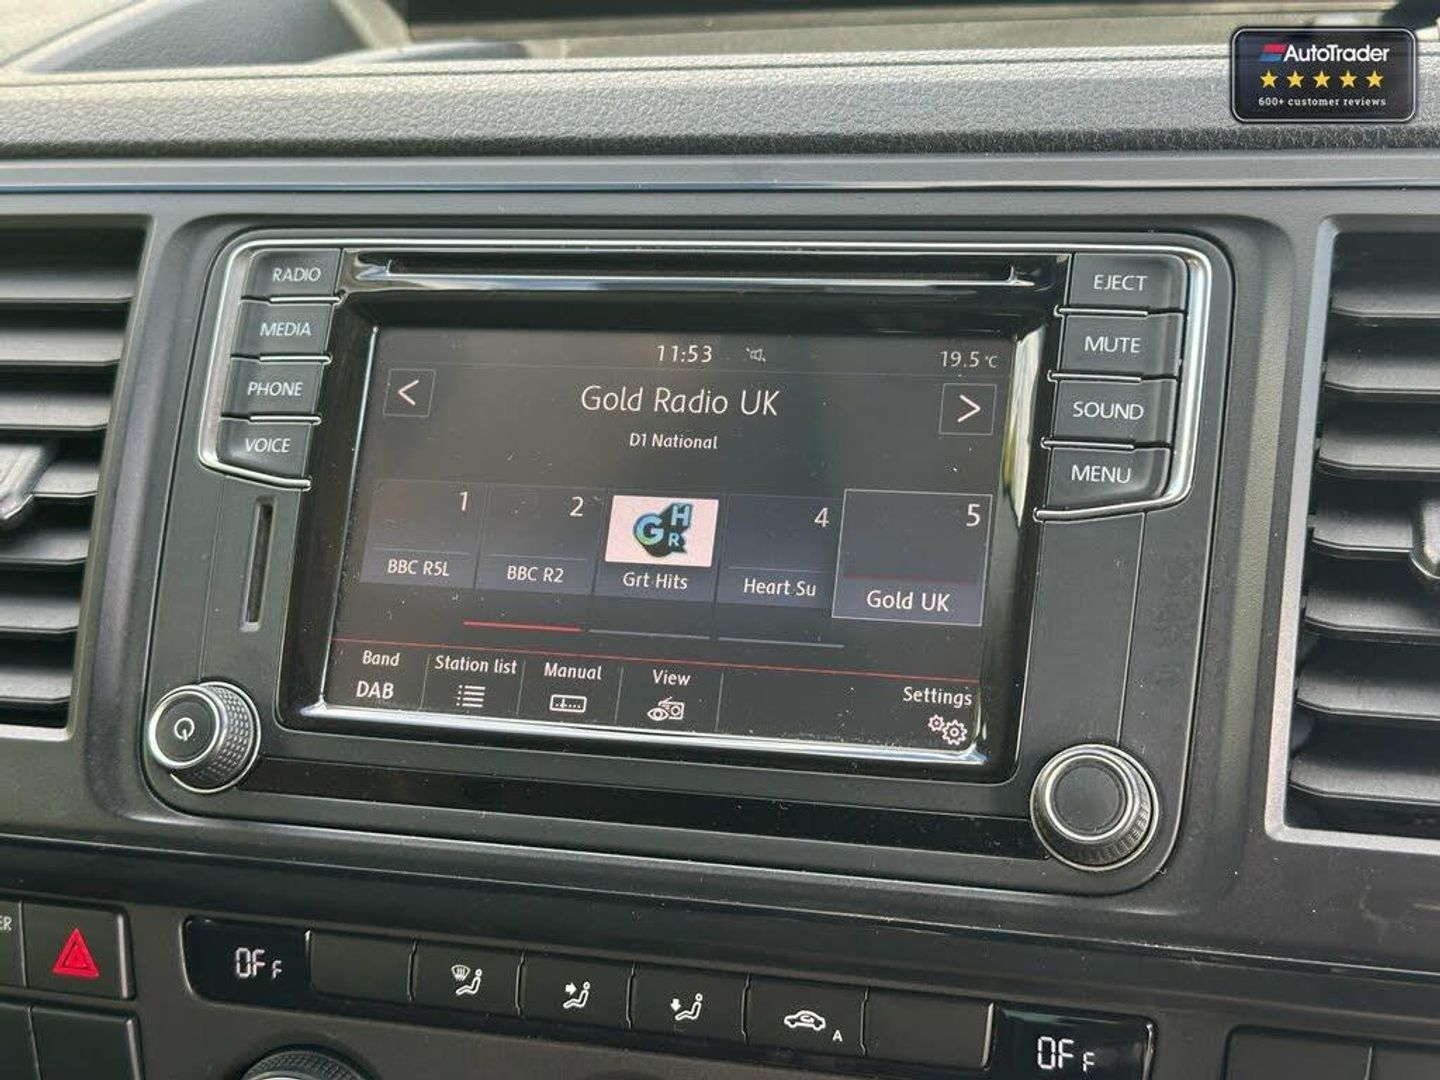 AutoTrader
600+ customer reviews
RADIO
MEDIA
PHONE
VOICE
EJECT
MUTE
SOUND
MENU
11:53
19.5 °C
<
Gold Radio UK
>
D1 National
1
2
GHR
4
5
BBC R5L
BBC R2
Grt Hits
Heart Su
Gold UK
Band
DAB
Station list
Manual
View
Settings
ER
OFF
A
OFF